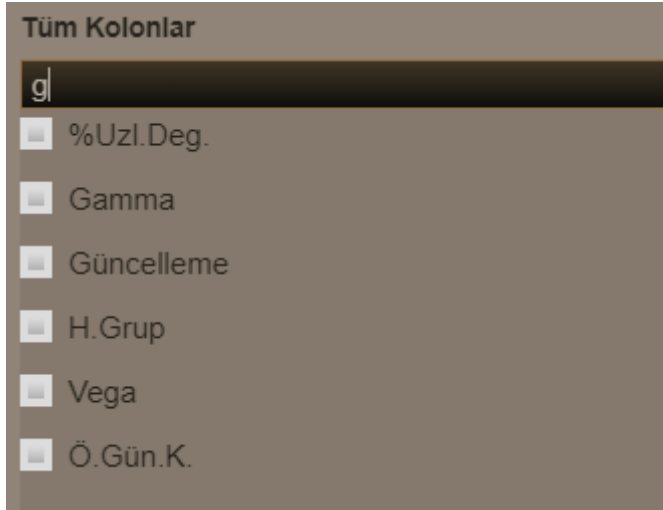 Tüm Kolonlar
g
%Uzl.Deg.
Gamma
Güncelleme
H.Grup
Vega
Ö.Gün.K.